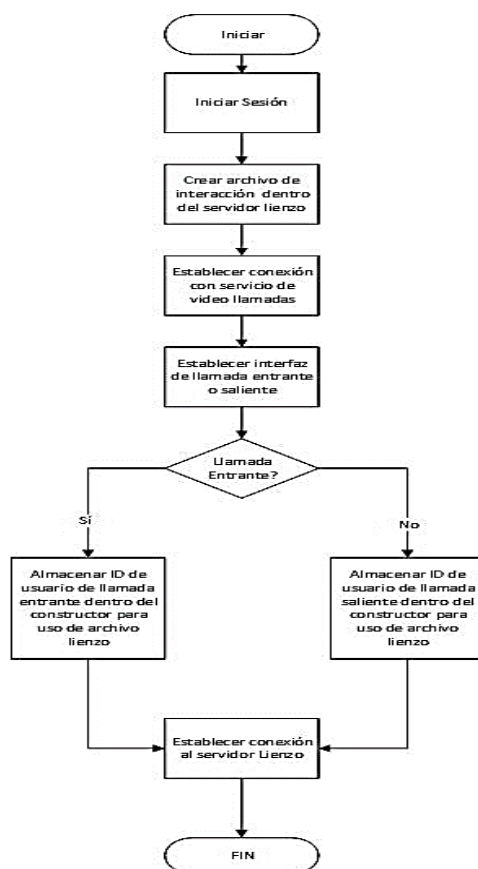 Iniciar
Iniciar Sesión
Crear archivo de
interacción dentro
del servidor lienzo
Establecer conexión
con servicio de
video llamadas
Establecer interfaz
de llamada entrante
o saliente
Llamada
Entrante?
Sí
No
Almacenar ID de
usuario de llamada
entrante dentro del
constructor para
uso de archivo
lienzo
Almacenar ID de
usuario de llamada
saliente dentro del
constructor para
uso de archivo
lienzo
Establecer conexión
al servidor Lienzo
FIN